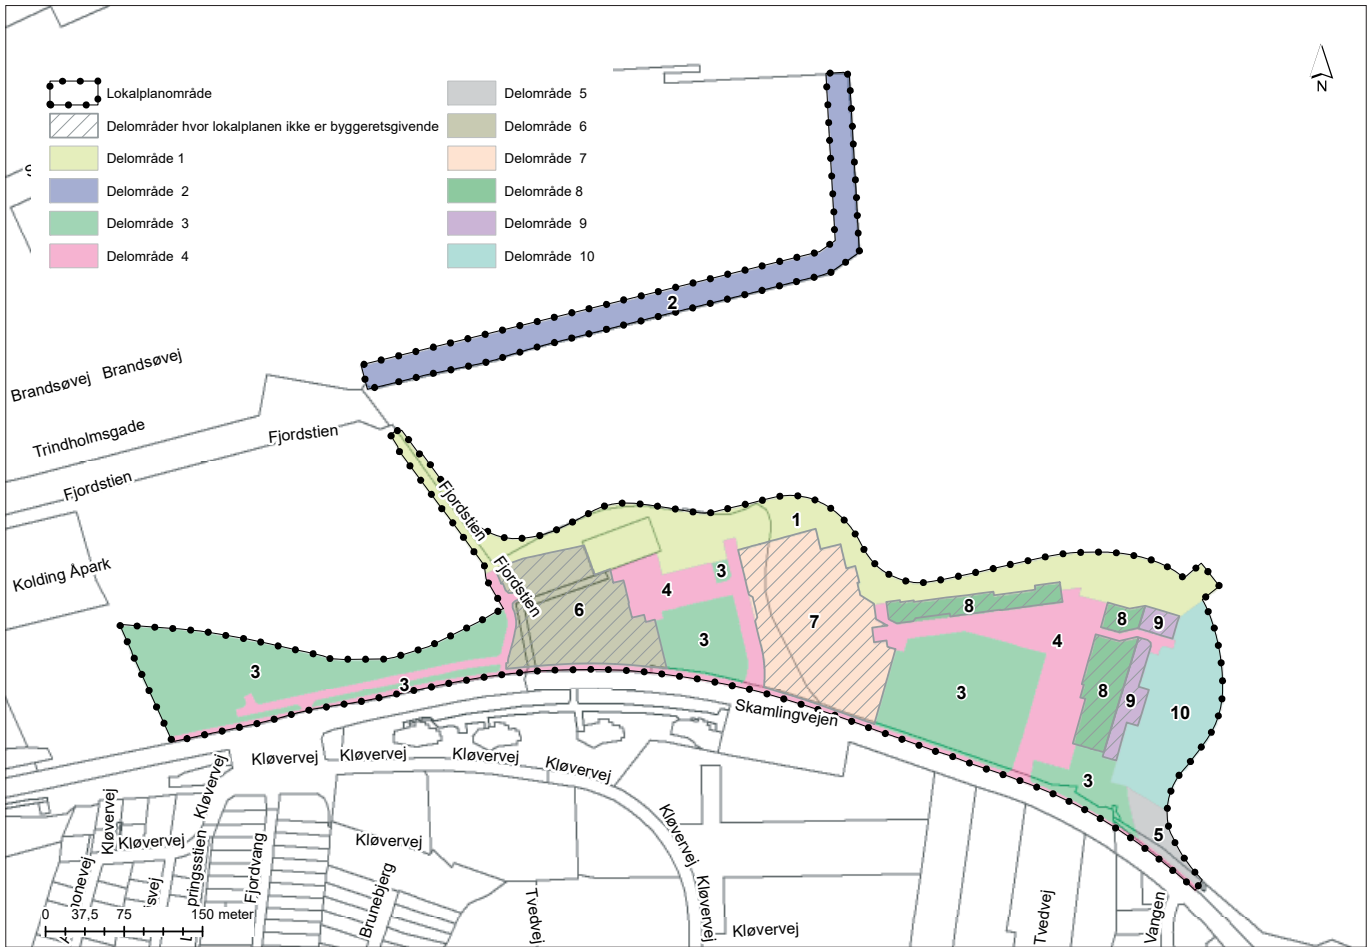 N
Lokalplanområde
Delområder hvor lokalplanen ikke er byggeretsgivende
Delområde 1
Delområde 2
Delområde 3
Delområde 4
Delområde 5
Delområde 6
Delområde 7
Delområde 8
Delområde 9
Delområde 10
2
Brandsøvej Brandsøvej
Trindholmsgade
Fjordstien
Fjordstien
Fjordstien
Fjordstien
Kolding Åpark
1
3
4
6
3
7
8
8
9
4
3
3
3
8
9
10
3
5
Skamlingvejen
Kløvervej
Kløvervej
Kløvervej
Kløvervej
Kløvervej
Kløvervej
Kløvervej
Kløvervej
Kløvervej
Kløvervej
Kløvervej
Fjordvang
Brunebjerg
Tvedvej
Tvedvej
Vangen
0 37,5 75 150 meter